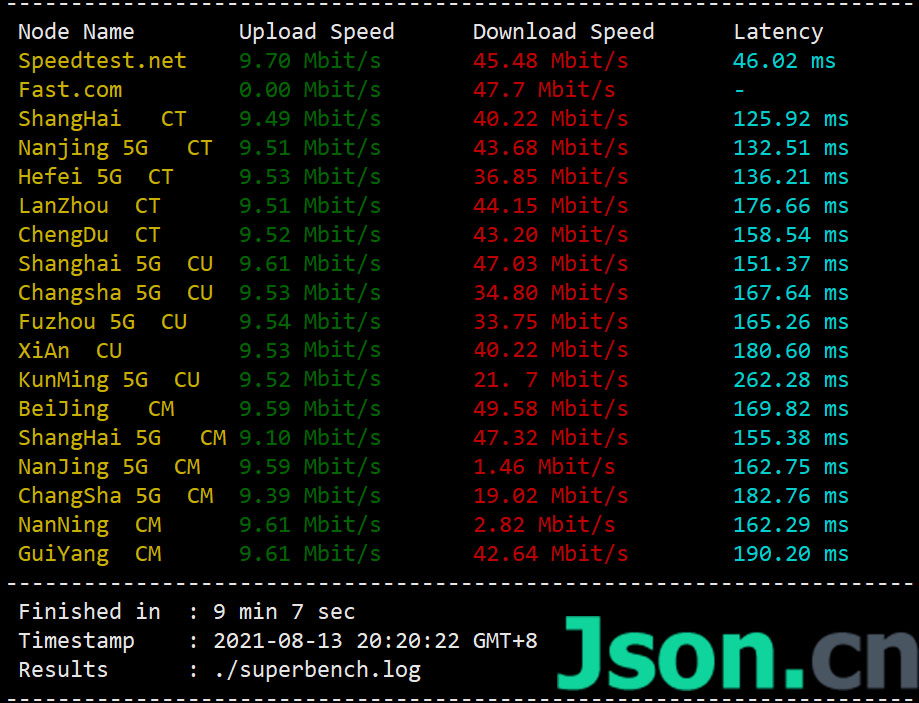 Node Name Upload Speed Download Speed Latency
Speedtest.net 9.70 Mbit/s 45.48 Mbit/s 46.02 ms
Fast.com 0.00 Mbit/s 47.7 Mbit/s -
ShangHai CT 9.49 Mbit/s 40.22 Mbit/s 125.92 ms
Nanjing 5G CT 9.51 Mbit/s 43.68 Mbit/s 132.51 ms
Hefei 5G CT 9.53 Mbit/s 36.85 Mbit/s 136.21 ms
LanZhou CT 9.51 Mbit/s 44.15 Mbit/s 176.66 ms
ChengDu CT 9.52 Mbit/s 43.20 Mbit/s 158.54 ms
Shanghai 5G CU 9.61 Mbit/s 47.03 Mbit/s 151.37 ms
Changsha 5G CU 9.53 Mbit/s 34.80 Mbit/s 167.64 ms
Fuzhou 5G CU 9.54 Mbit/s 33.75 Mbit/s 165.26 ms
XiAn CU 9.53 Mbit/s 40.22 Mbit/s 180.60 ms
KunMing 5G CU 9.52 Mbit/s 21. 7 Mbit/s 262.28 ms
BeiJing CM 9.59 Mbit/s 49.58 Mbit/s 169.82 ms
ShangHai 5G CM 9.10 Mbit/s 47.32 Mbit/s 155.38 ms
NanJing 5G CM 9.59 Mbit/s 1.46 Mbit/s 162.75 ms
ChangSha 5G CM 9.39 Mbit/s 19.02 Mbit/s 182.76 ms
NanNing CM 9.61 Mbit/s 2.82 Mbit/s 162.29 ms
GuiYang CM 9.61 Mbit/s 42.64 Mbit/s 190.20 ms
Finished in : 9 min 7 sec
Timestamp : 2021-08-13 20:20:22 GMT+8
Results : ./superbench.log
Json.cn